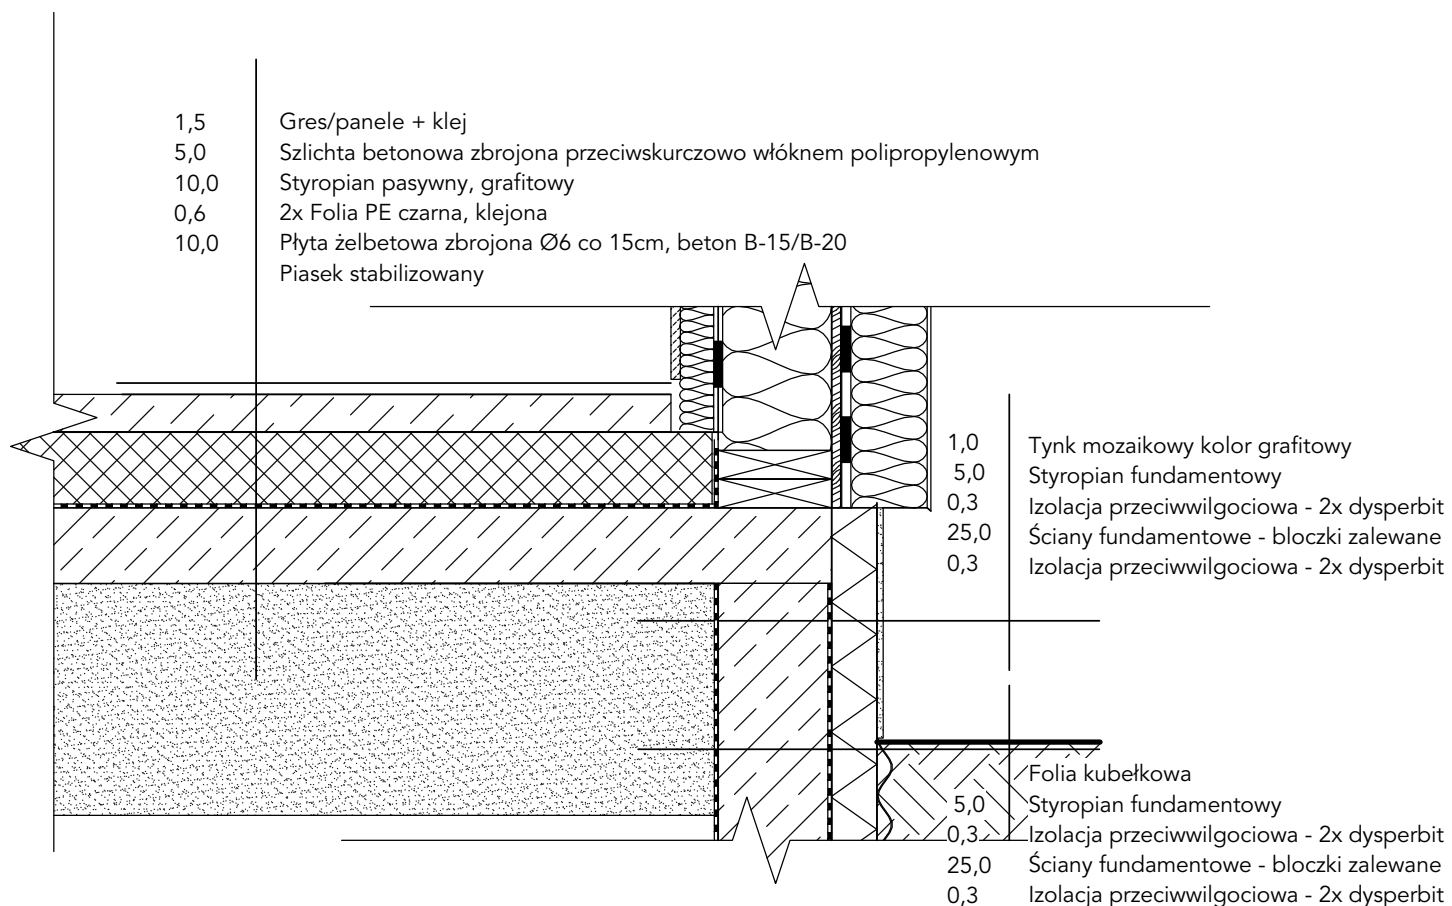 1,5 Gres/panele + klej
5,0 Szlichta betonowa zbrojona przeciwskurczowo włóknem polipropylenowym
10,0 Styropian pasywny, grafitowy
0,6 2x Folia PE czarna, klejona
10,0 Płyta żelbetowa zbrojona Ø6 co 15cm, beton B-15/B-20
Piasek stabilizowany
1,0 Tynk mozaikowy kolor grafitowy
5,0 Styropian fundamentowy
0,3 Izolacja przeciwwilgociowa - 2x dysperbit
25,0 Ściany fundamentowe - bloczki zalewane
0,3 Izolacja przeciwwilgociowa - 2x dysperbit
Folia kubełkowa
5,0 Styropian fundamentowy
0,3 Izolacja przeciwwilgociowa - 2x dysperbit
25,0 Ściany fundamentowe - bloczki zalewane
0,3 Izolacja przeciwwilgociowa - 2x dysperbit